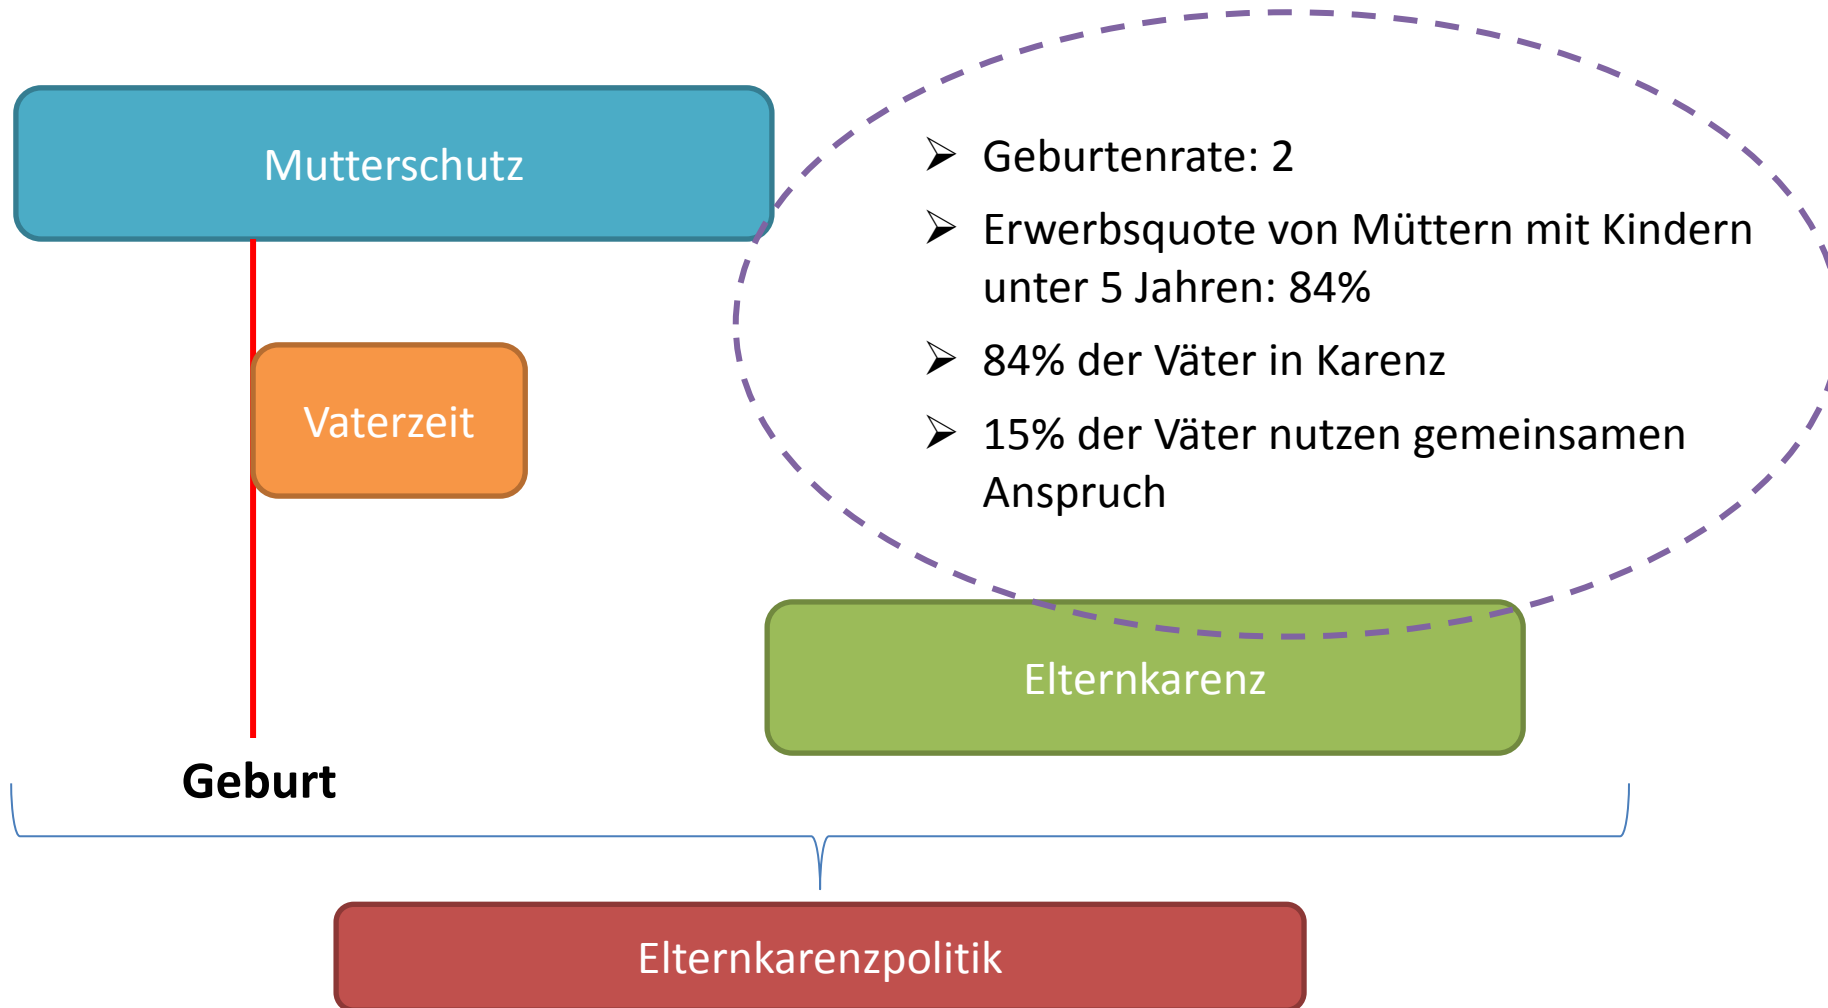 Mutterschutz
➢ Geburtenrate: 2
➢ Erwerbsquote von Müttern mit Kindern
unter 5 Jahren: 84%
➢ 84% der Väter in Karenz
➢ 15% der Väter nutzen gemeinsamen
Anspruch
Vaterzeit
Elternkarenz
Geburt
Elternkarenzpolitik